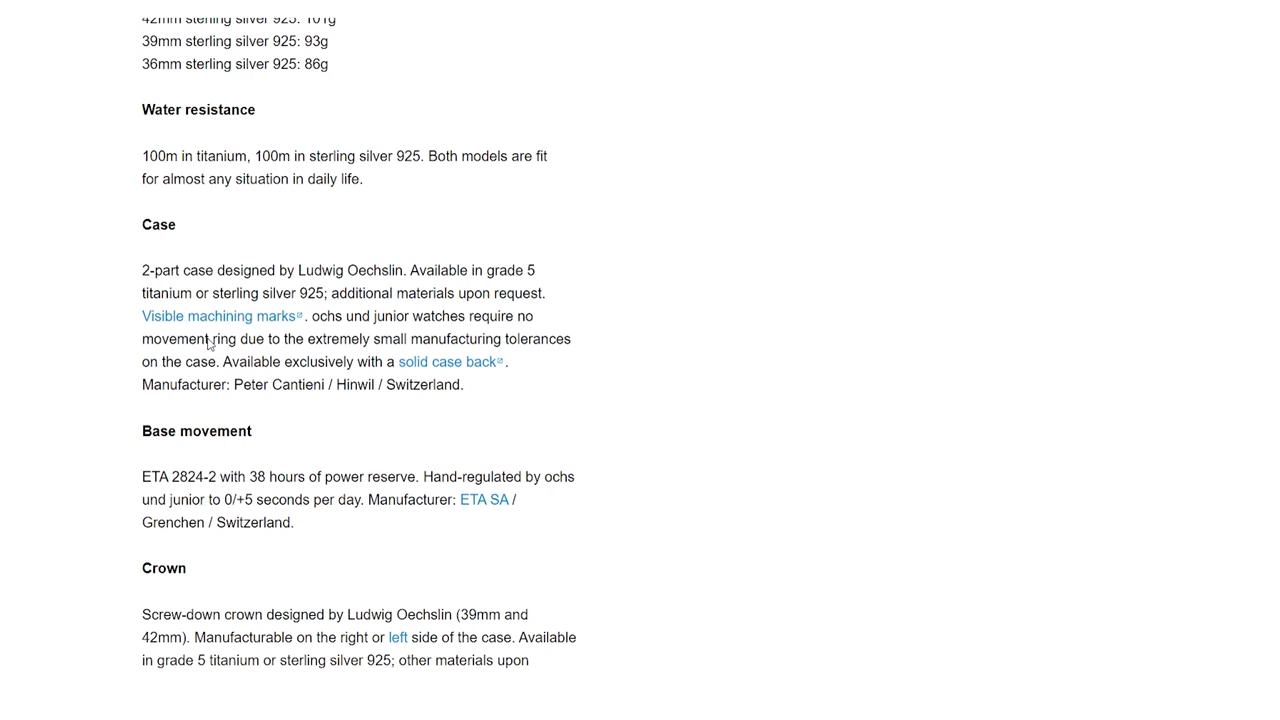 42mm sterling silver 925: 101g
39mm sterling silver 925: 93g
36mm sterling silver 925: 86g
Water resistance
100m in titanium, 100m in sterling silver 925. Both models are fit
for almost any situation in daily life.
Case
2-part case designed by Ludwig Oechslin. Available in grade 5
titanium or sterling silver 925; additional materials upon request.
Visible machining marks. ochs und junior watches require no
movement ring due to the extremely small manufacturing tolerances
on the case. Available exclusively with a solid case back.
Manufacturer: Peter Cantieni / Hinwil / Switzerland.
Base movement
ETA 2824-2 with 38 hours of power reserve. Hand-regulated by ochs
und junior to 0/+5 seconds per day. Manufacturer: ETA SA /
Grenchen / Switzerland.
Crown
Screw-down crown designed by Ludwig Oechslin (39mm and
42mm). Manufacturable on the right or left side of the case. Available
in grade 5 titanium or sterling silver 925; other materials upon